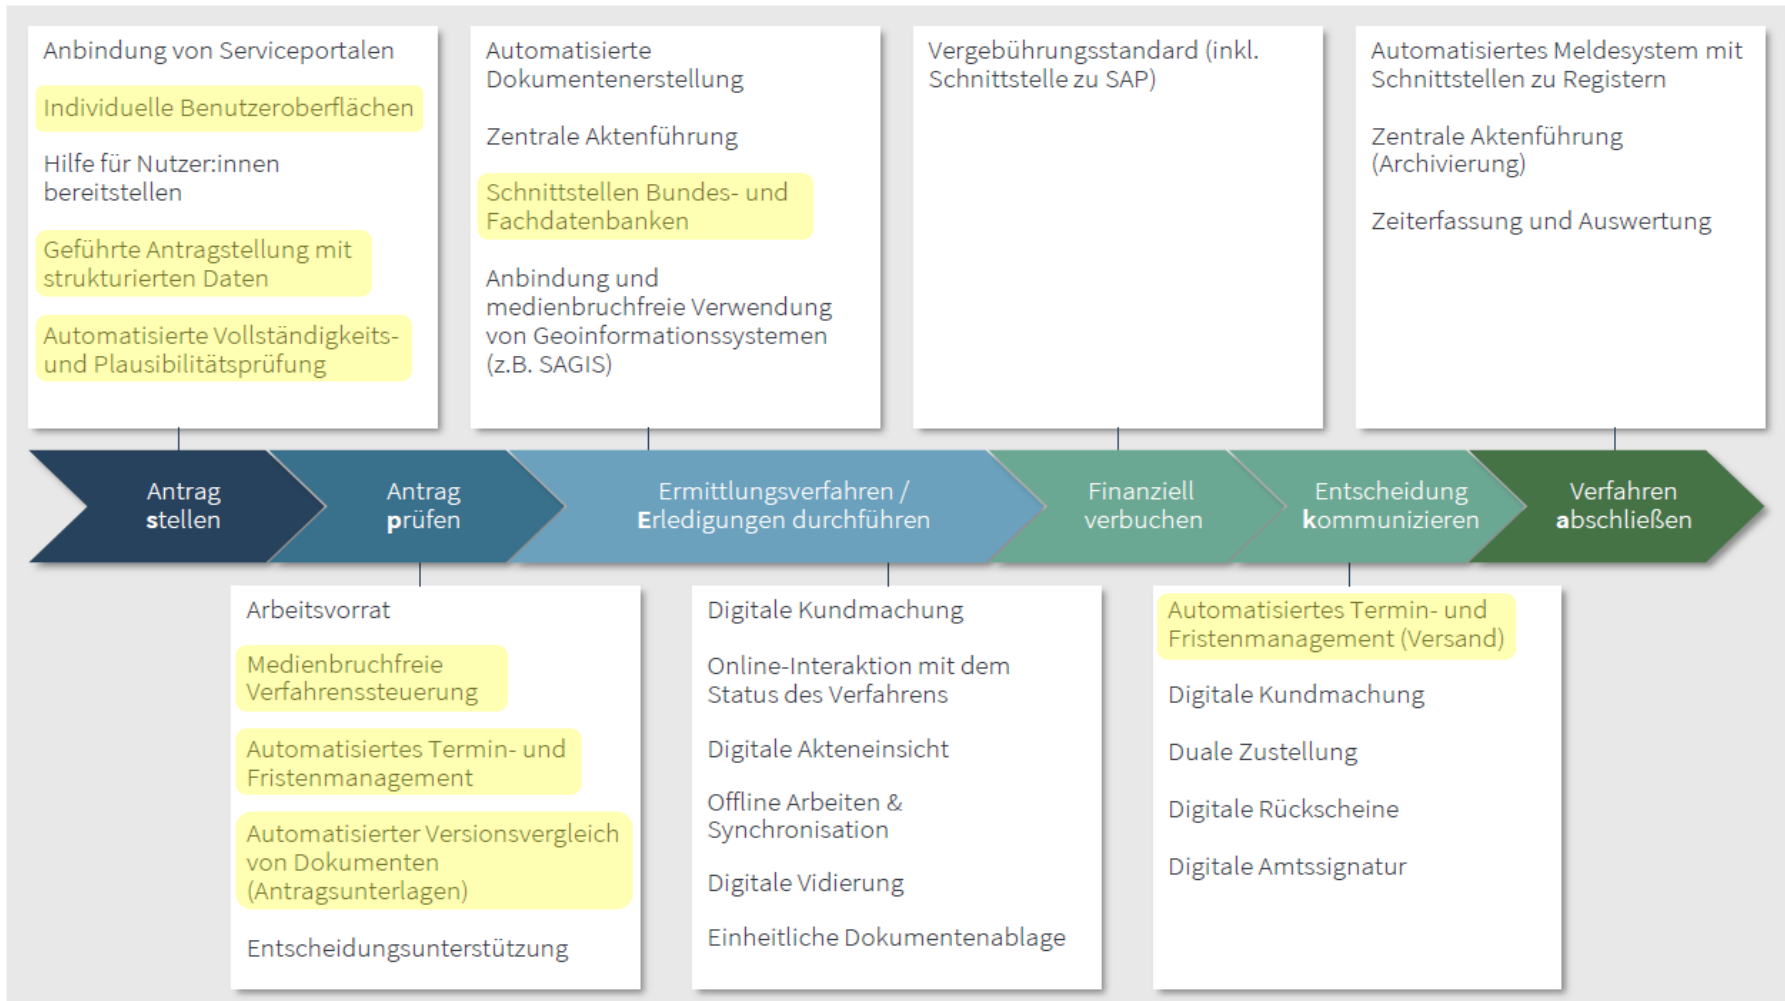 Anbindung von Serviceportalen
Individuelle Benutzeroberflächen
Hilfe für Nutzer:innen
bereitstellen
Geführte Antragstellung mit
strukturierten Daten
Automatisierte Vollständigkeits-
und Plausibilitätsprüfung
Automatisierte
Dokumentenerstellung
Zentrale Aktenführung
Schnittstellen Bundes- und
Fachdatenbanken
Anbindung und
medienbruchfreie Verwendung
von Geoinformationssystemen
(z.B. SAGIS)
Vergebührungsstandard (inkl.
Schnittstelle zu SAP)
Automatisiertes Meldesystem mit
Schnittstellen zu Registern
Zentrale Aktenführung
(Archivierung)
Zeiterfassung und Auswertung
Antrag
stellen
Antrag
prüfen
Ermittlungsverfahren /
Erledigungen durchführen
Finanziell
verbuchen
Entscheidung
kommunizieren
Verfahren
abschließen
Arbeitsvorrat
Medienbruchfreie
Verfahrenssteuerung
Automatisiertes Termin- und
Fristenmanagement
Automatisierter Versionsvergleich
von Dokumenten
(Antragsunterlagen)
Entscheidungsunterstützung
Digitale Kundmachung
Online-Interaktion mit dem
Status des Verfahrens
Digitale Akteneinsicht
Offline Arbeiten &
Synchronisation
Digitale Vidierung
Einheitliche Dokumentenablage
Automatisiertes Termin- und
Fristenmanagement (Versand)
Digitale Kundmachung
Duale Zustellung
Digitale Rückscheine
Digitale Amtssignatur